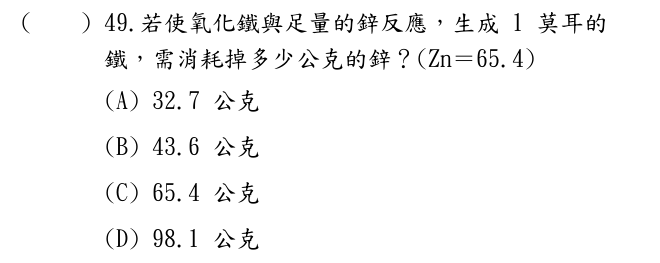 （　　）49.若使氧化鐵與足量的鋅反應，生成 1 莫耳的
鐵，需消耗掉多少公克的鋅？(Zn＝65.4)
(A) 32.7 公克
(B) 43.6 公克
(C) 65.4 公克
(D) 98.1 公克